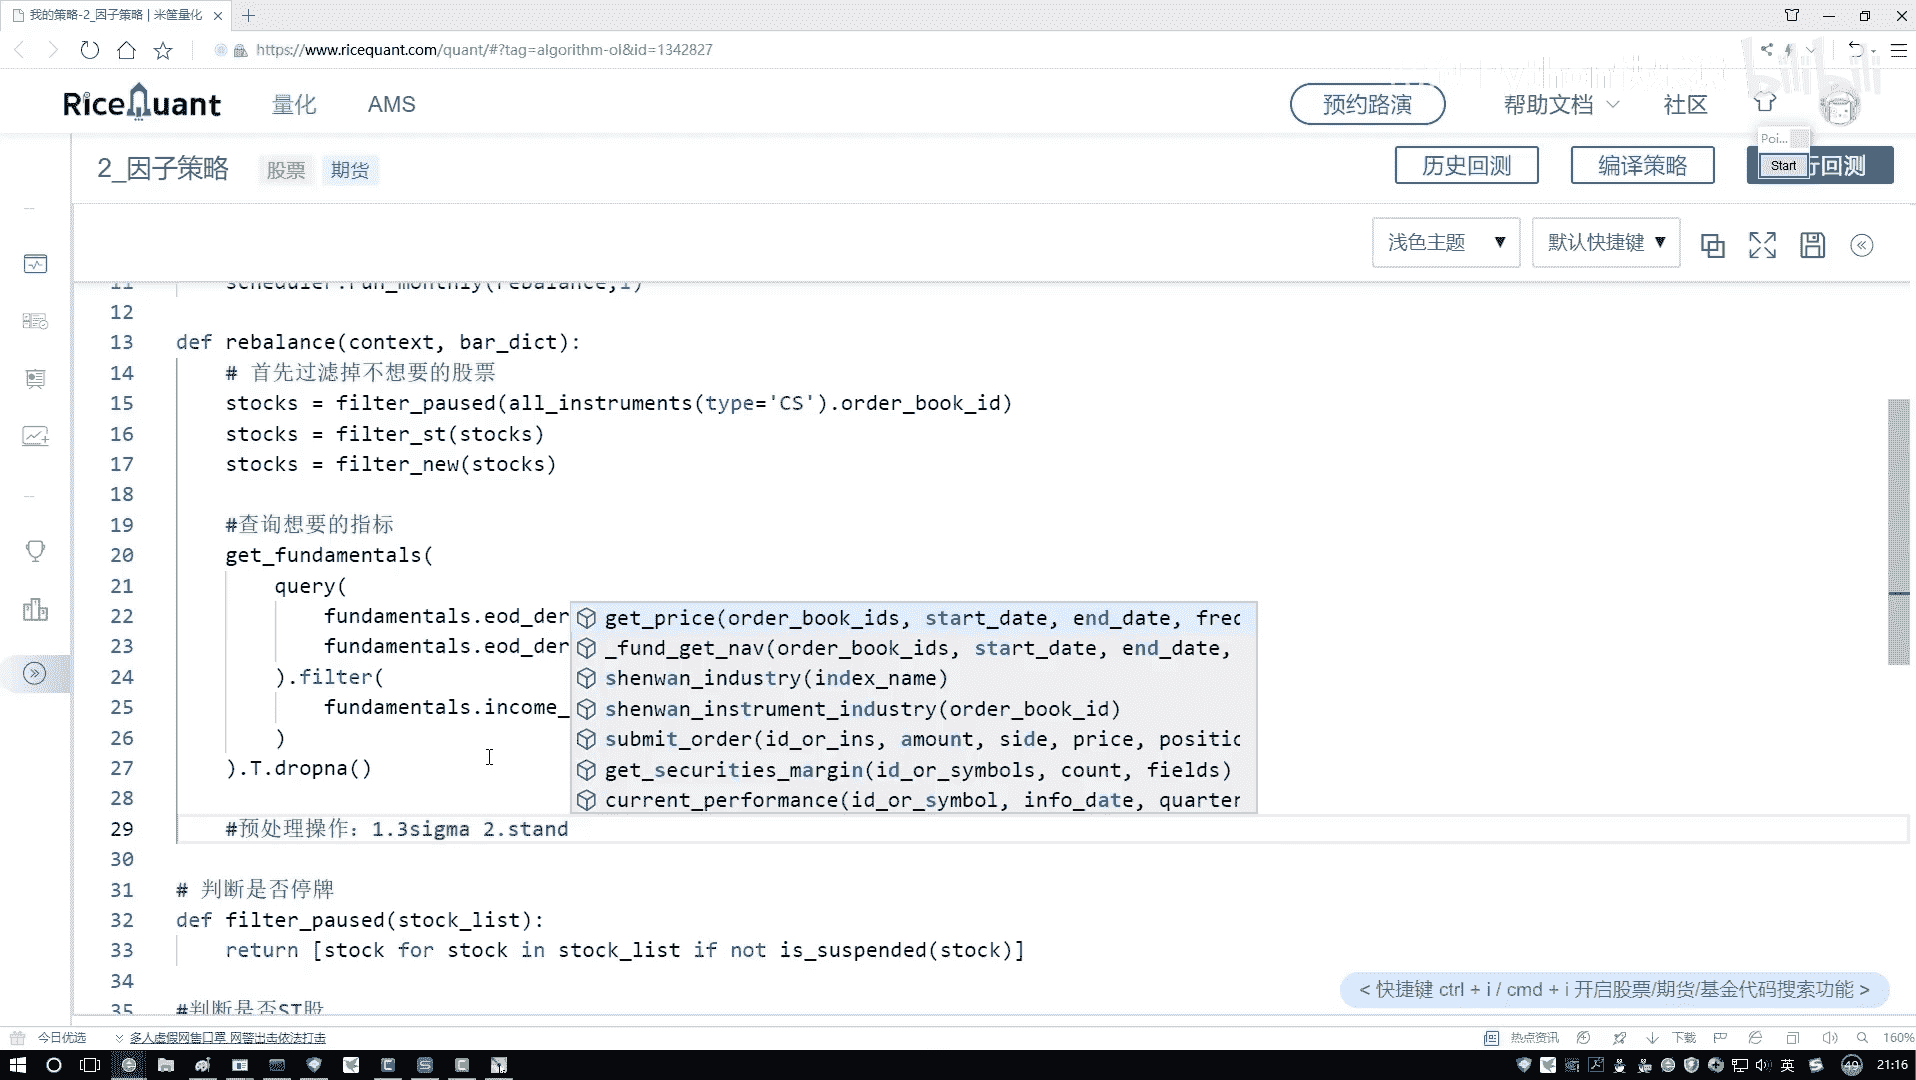 我的策略-2_因子策略 | 米筐量化
https://www.ricequant.com/quant/#?tag=algorithm-ol&id=1342827
bilibili
RiceQuant 量化 AMS 预约路演 帮助文档 社区
Poi...
2_因子策略 股票 期货 历史回测 编译策略 Start 行回测
浅色主题 ▼ 默认快捷键 ▼
11 scheduler.run_monthly(rebalance,1)
12
13 def rebalance(context, bar_dict):
14 # 首先过滤掉不想要的股票
15 stocks = filter_paused(all_instruments(type='CS').order_book_id)
16 stocks = filter_st(stocks)
17 stocks = filter_new(stocks)
18
19 #查询想要的指标
20 get_fundamentals(
21 query(
22 fundamentals.eod_der get_price(order_book_ids, start_date, end_date, frec
23 fundamentals.eod_der _fund_get_nav(order_book_ids, start_date, end_date,
24 ).filter( shenwan_industry(index_name)
25 fundamentals.income_ shenwan_instrument_industry(order_book_id)
26 ) submit_order(id_or_ins, amount, side, price, positic
27 ).T.dropna() get_securities_margin(id_or_symbols, count, fields)
28 current_performance(id_or_symbol, info_date, quarter
29 #预处理操作：1.3sigma 2.stand
30
31 # 判断是否停牌
32 def filter_paused(stock_list):
33 return [stock for stock in stock_list if not is_suspended(stock)]
34
35 #判断是否ST股
< 快捷键 ctrl + i / cmd + i 开启股票/期货/基金代码搜索功能 >
今日优选 多人虚假网售口罩 网警出击依法打击 热点资讯 下载 160%
英 49 21:16